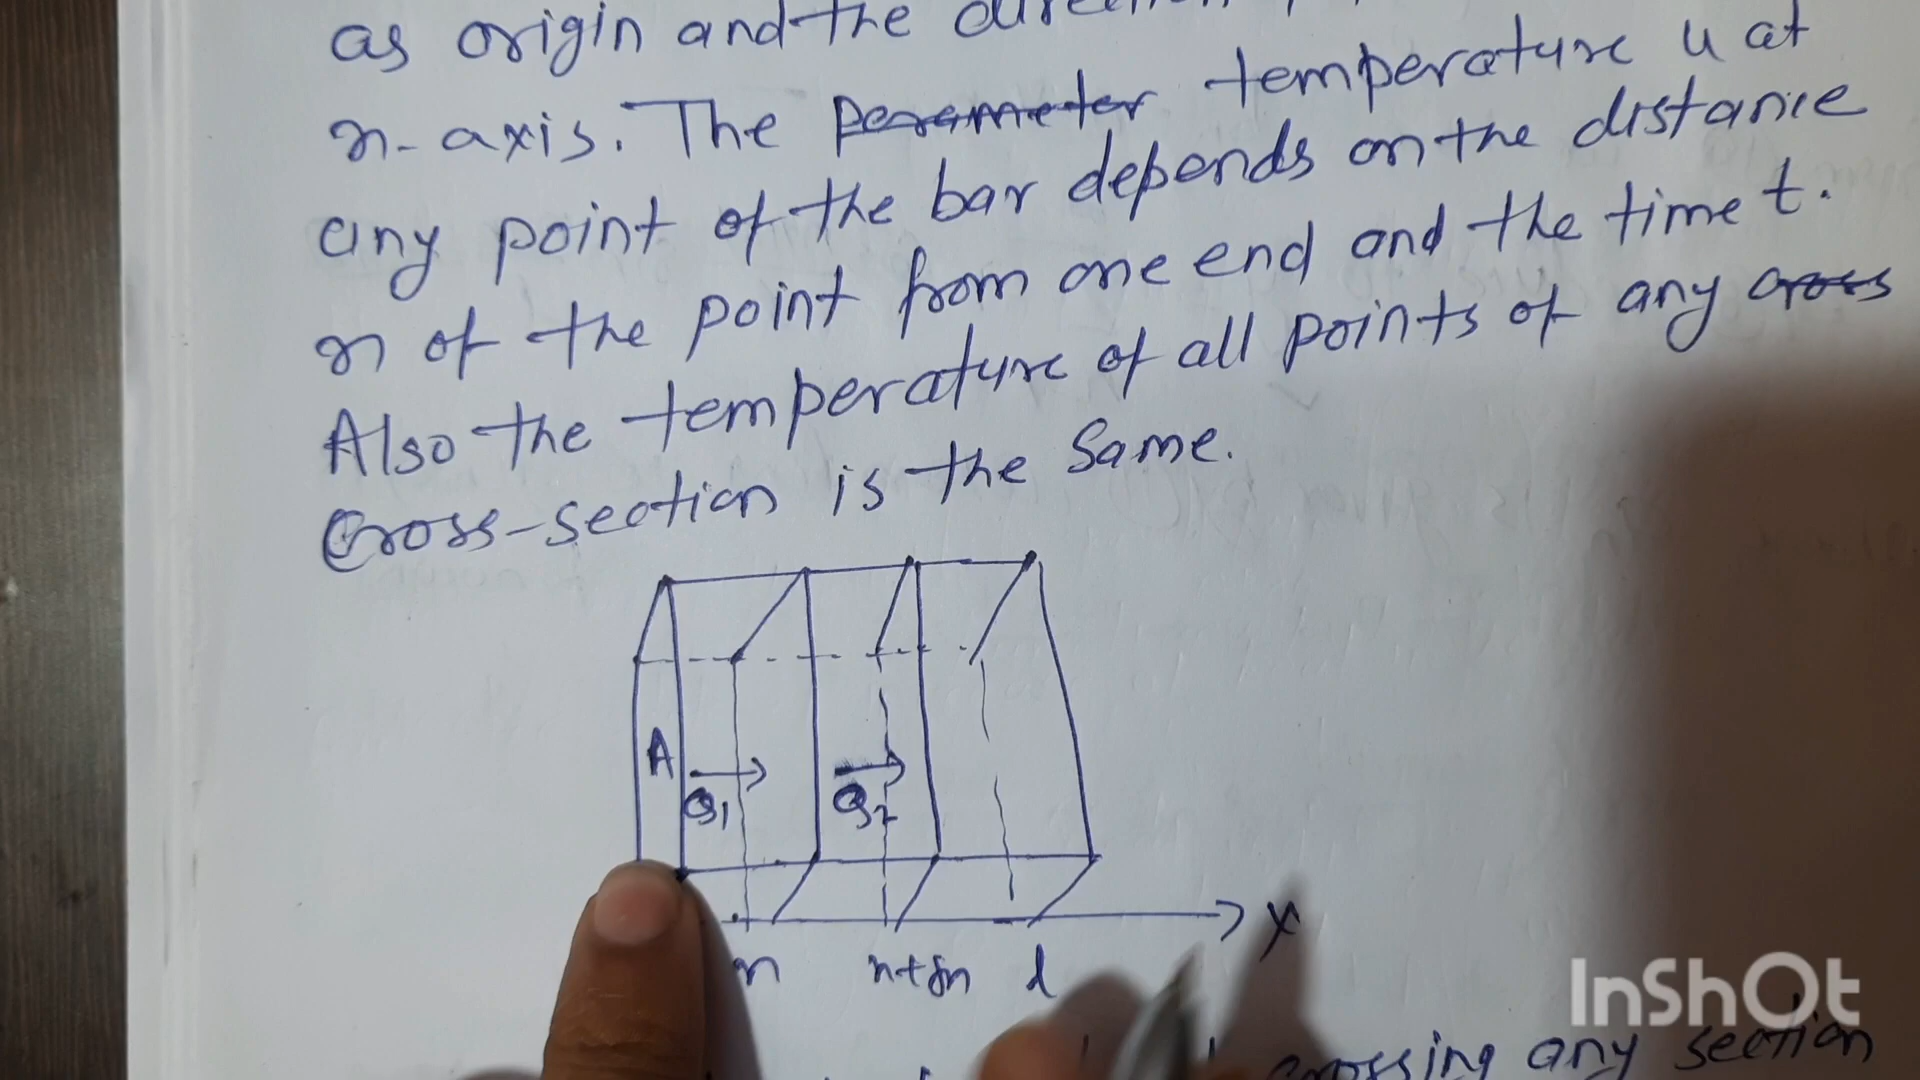 as origin and the
x-axis. The perameter temperature u at
any point of the bar depends on the distance
x of the point from one end and the time t.
Also the temperature of all points of any cross
Cross-section is the same.
A
Q1
Q2
X
x
x+δx
l
crossing any section
InShOt